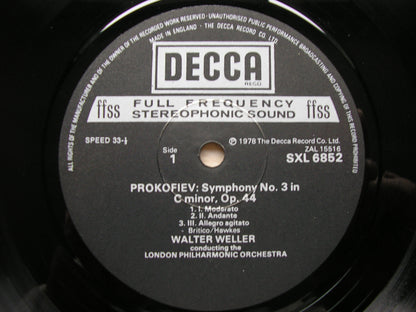 ALL RIGHTS OF THE MANUFACTURER AND OF THE OWNER OF THE RECORDED WORK RESERVED · UNAUTHORISED PUBLIC PERFORMANCE BROADCASTING AND COPYING OF THIS RECORD PROHIBITED
MADE IN ENGLAND · THE DECCA RECORD CO. LTD.
DECCA
REGD.
ffss FULL FREQUENCY STEREOPHONIC SOUND ffss
SPEED 33-⅓
Side
1
℗ 1978 The Decca Record Co. Ltd.
ZAL 15516
SXL 6852
PROKOFIEV: Symphony No. 3 in
C minor, Op. 44
1. I. Moderato
2. II. Andante
3. III. Allegro agitato
Britico/Hawkes
WALTER WELLER
conducting the
LONDON PHILHARMONIC ORCHESTRA